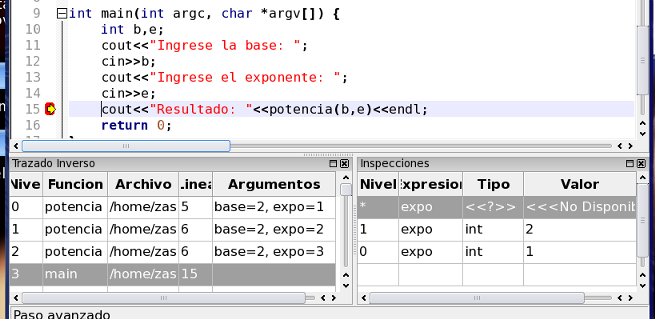 9 int main(int argc, char *argv[]) {
10 int b,e;
11 cout<<"Ingrese la base: ";
12 cin>>b;
13 cout<<"Ingrese el exponente: ";
14 cin>>e;
15 cout<<"Resultado: "<<potencia(b,e)<<endl;
16 return 0;
Trazado Inverso
Nive Funcion Archivo Linea Argumentos
0 potencia /home/zas 5 base=2, expo=1
1 potencia /home/zas 6 base=2, expo=2
2 potencia /home/zas 6 base=2, expo=3
3 main /home/zas 15
Inspecciones
Nivel Expresion Tipo Valor
* expo <<?>> <<<No Disponib
1 expo int 2
0 expo int 1
Paso avanzado